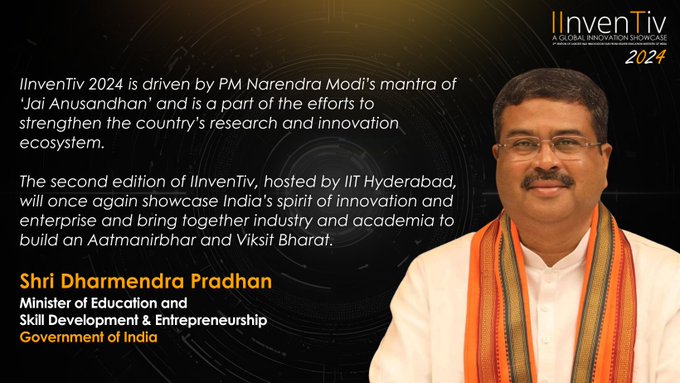 IInvenTiv
A GLOBAL INNOVATION SHOWCASE
2024
IInvenTiv 2024 is driven by PM Narendra Modi's mantra of
'Jai Anusandhan' and is a part of the efforts to
strengthen the country's research and innovation
ecosystem.
The second edition of IInvenTiv, hosted by IIT Hyderabad,
will once again showcase India's spirit of innovation and
enterprise and bring together industry and academia to
build an Aatmanirbhar and Viksit Bharat.
Shri Dharmendra Pradhan
Minister of Education and
Skill Development & Entrepreneurship
Government of India